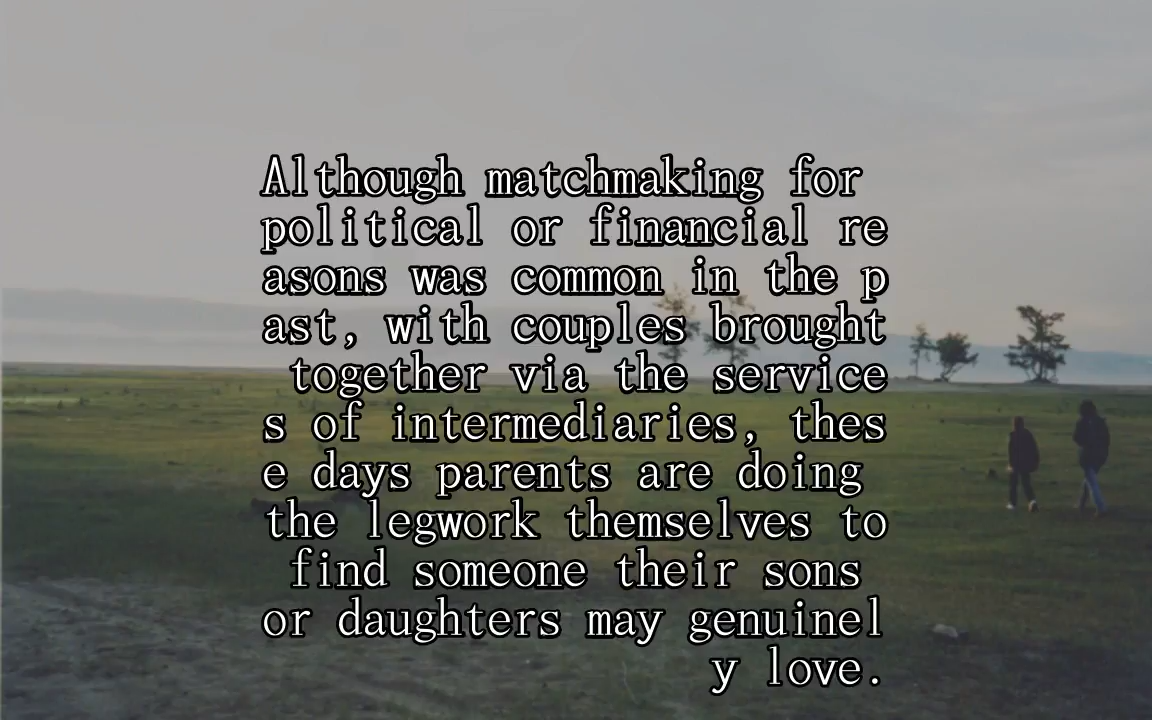 Although matchmaking for
political or financial re
asons was common in the p
ast, with couples brought
together via the service
s of intermediaries, thes
e days parents are doing
the legwork themselves to
find someone their sons
or daughters may genuinel
y love.